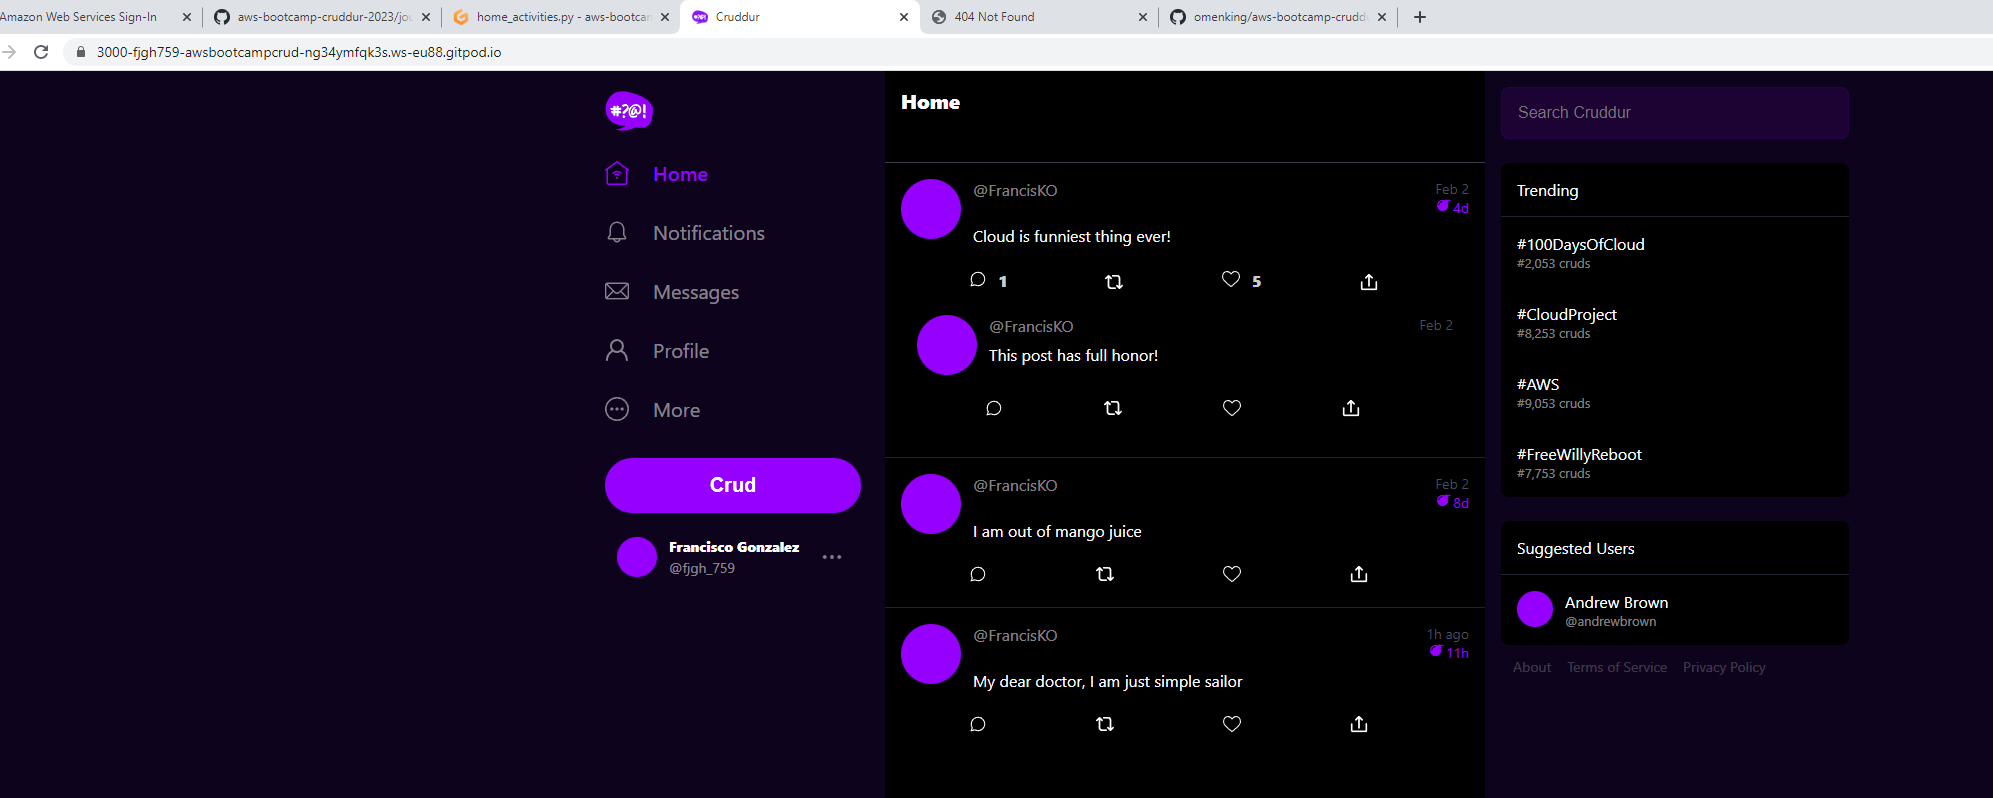 Amazon Web Services Sign-In
aws-bootcamp-cruddur-2023/jou
home_activities.py - aws-bootcam
Cruddur
404 Not Found
omenking/aws-bootcamp-cruddu
3000-fjgh759-awsbootcampcrud-ng34ymfqk3s.ws-eu88.gitpod.io
#?@!
Home
Notifications
Messages
Profile
More
Crud
Francisco Gonzalez
@fjgh_759
Home
@FrancisKO
Feb 2
4d
Cloud is funniest thing ever!
1
5
@FrancisKO
Feb 2
This post has full honor!
@FrancisKO
Feb 2
8d
I am out of mango juice
@FrancisKO
1h ago
11h
My dear doctor, I am just simple sailor
Search Cruddur
Trending
#100DaysOfCloud
#2,053 cruds
#CloudProject
#8,253 cruds
#AWS
#9,053 cruds
#FreeWillyReboot
#7,753 cruds
Suggested Users
Andrew Brown
@andrewbrown
About Terms of Service Privacy Policy